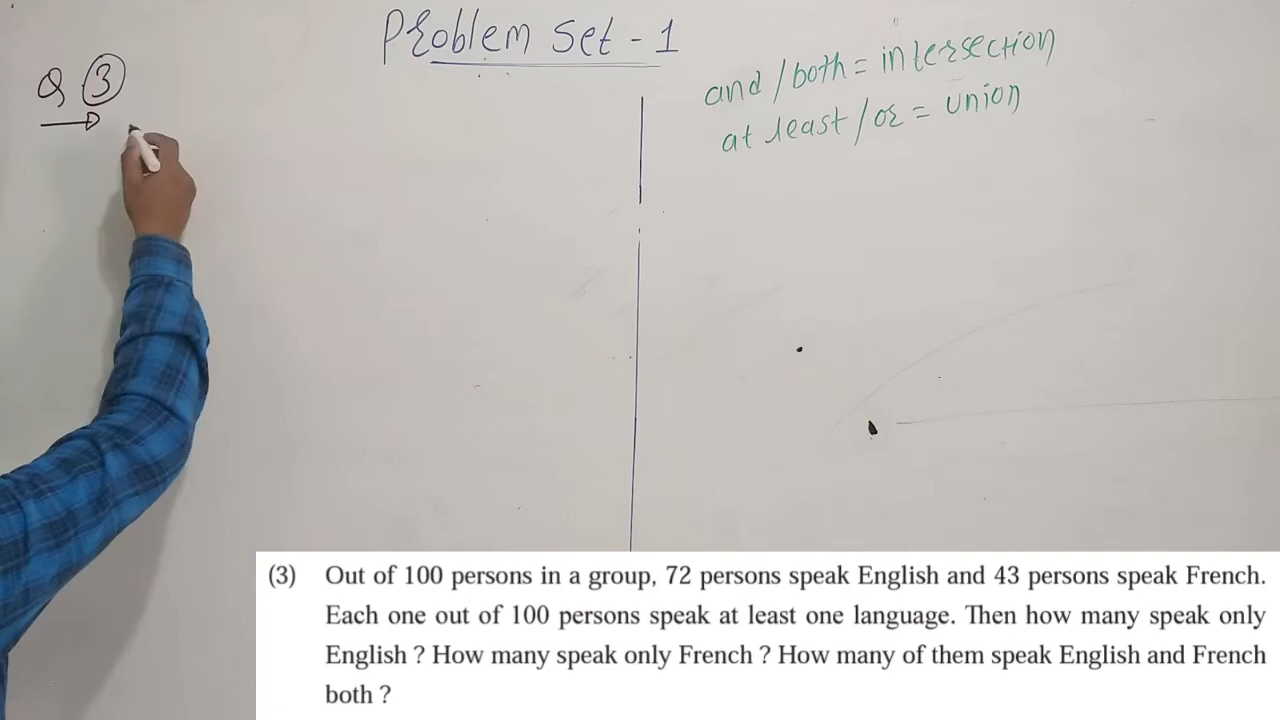 Problem Set - 1
Q 3
and / both = intersection
at least / or = union
(3) Out of 100 persons in a group, 72 persons speak English and 43 persons speak French.
Each one out of 100 persons speak at least one language. Then how many speak only
English ? How many speak only French ? How many of them speak English and French
both ?